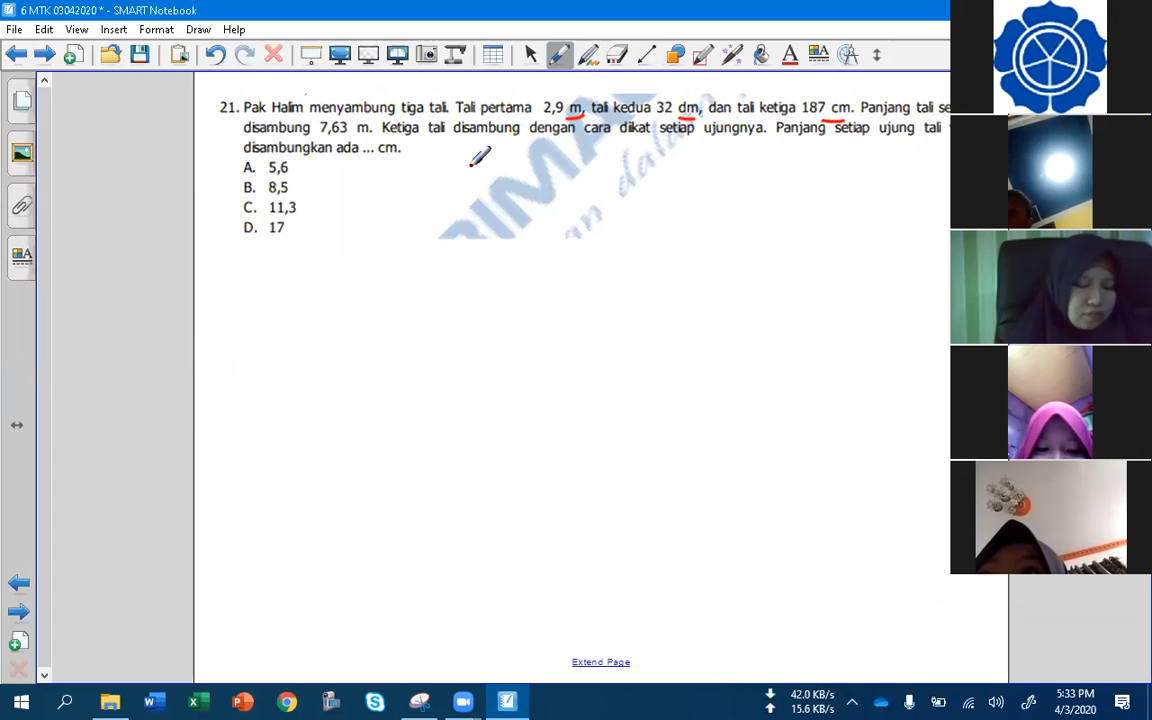 6 MTK 03042020 * - SMART Notebook
File Edit View Insert Format Draw Help
21. Pak Halim menyambung tiga tali. Tali pertama 2,9 m, tali kedua 32 dm, dan tali ketiga 187 cm. Panjang tali se
disambung 7,63 m. Ketiga tali disambung dengan cara diikat setiap ujungnya. Panjang setiap ujung tali
disambungkan ada ... cm.
A. 5,6
B. 8,5
C. 11,3
D. 17
RIMA
an dalam
Extend Page
42.0 KB/s
15.6 KB/s
5:33 PM
4/3/2020